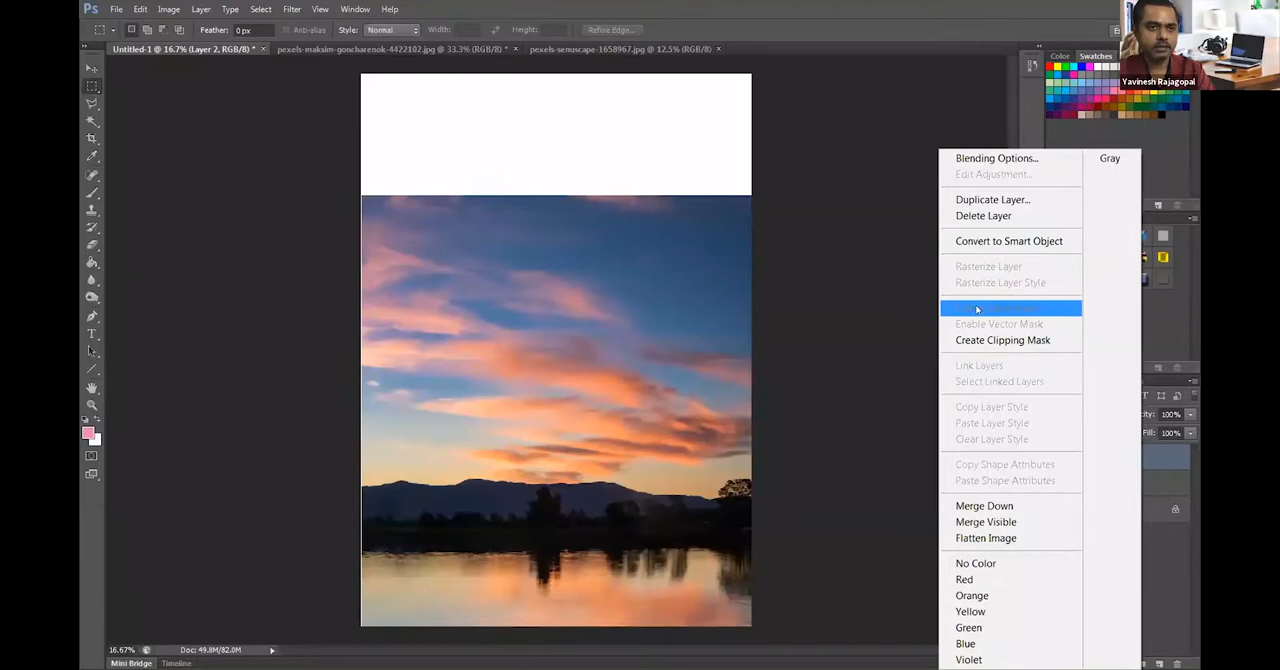 Ps File Edit Image Layer Type Select Filter View Window Help
Feather: 0 px Anti-alias Style: Normal Width: Height: Refine Edge...
Untitled-1 @ 16.7% (Layer 2, RGB/8) * × pexels-maksim-goncharenok-4422102.jpg @ 33.3% (RGB/8) * × pexels-senuscape-1658967.jpg @ 12.5% (RGB/8) ×
Color Swatches
Yavinesh Rajagopal
Blending Options... Gray
Edit Adjustment...
Duplicate Layer...
Delete Layer
Convert to Smart Object
Rasterize Layer
Rasterize Layer Style
Enable Vector Mask
Create Clipping Mask
Link Layers
Select Linked Layers
Copy Layer Style
100%
Paste Layer Style
Fill: 100%
Clear Layer Style
Copy Shape Attributes
Paste Shape Attributes
Merge Down
Merge Visible
Flatten Image
No Color
Red
Orange
Yellow
Green
Blue
Violet
16.67% Doc: 49.8M/82.0M
Mini Bridge Timeline